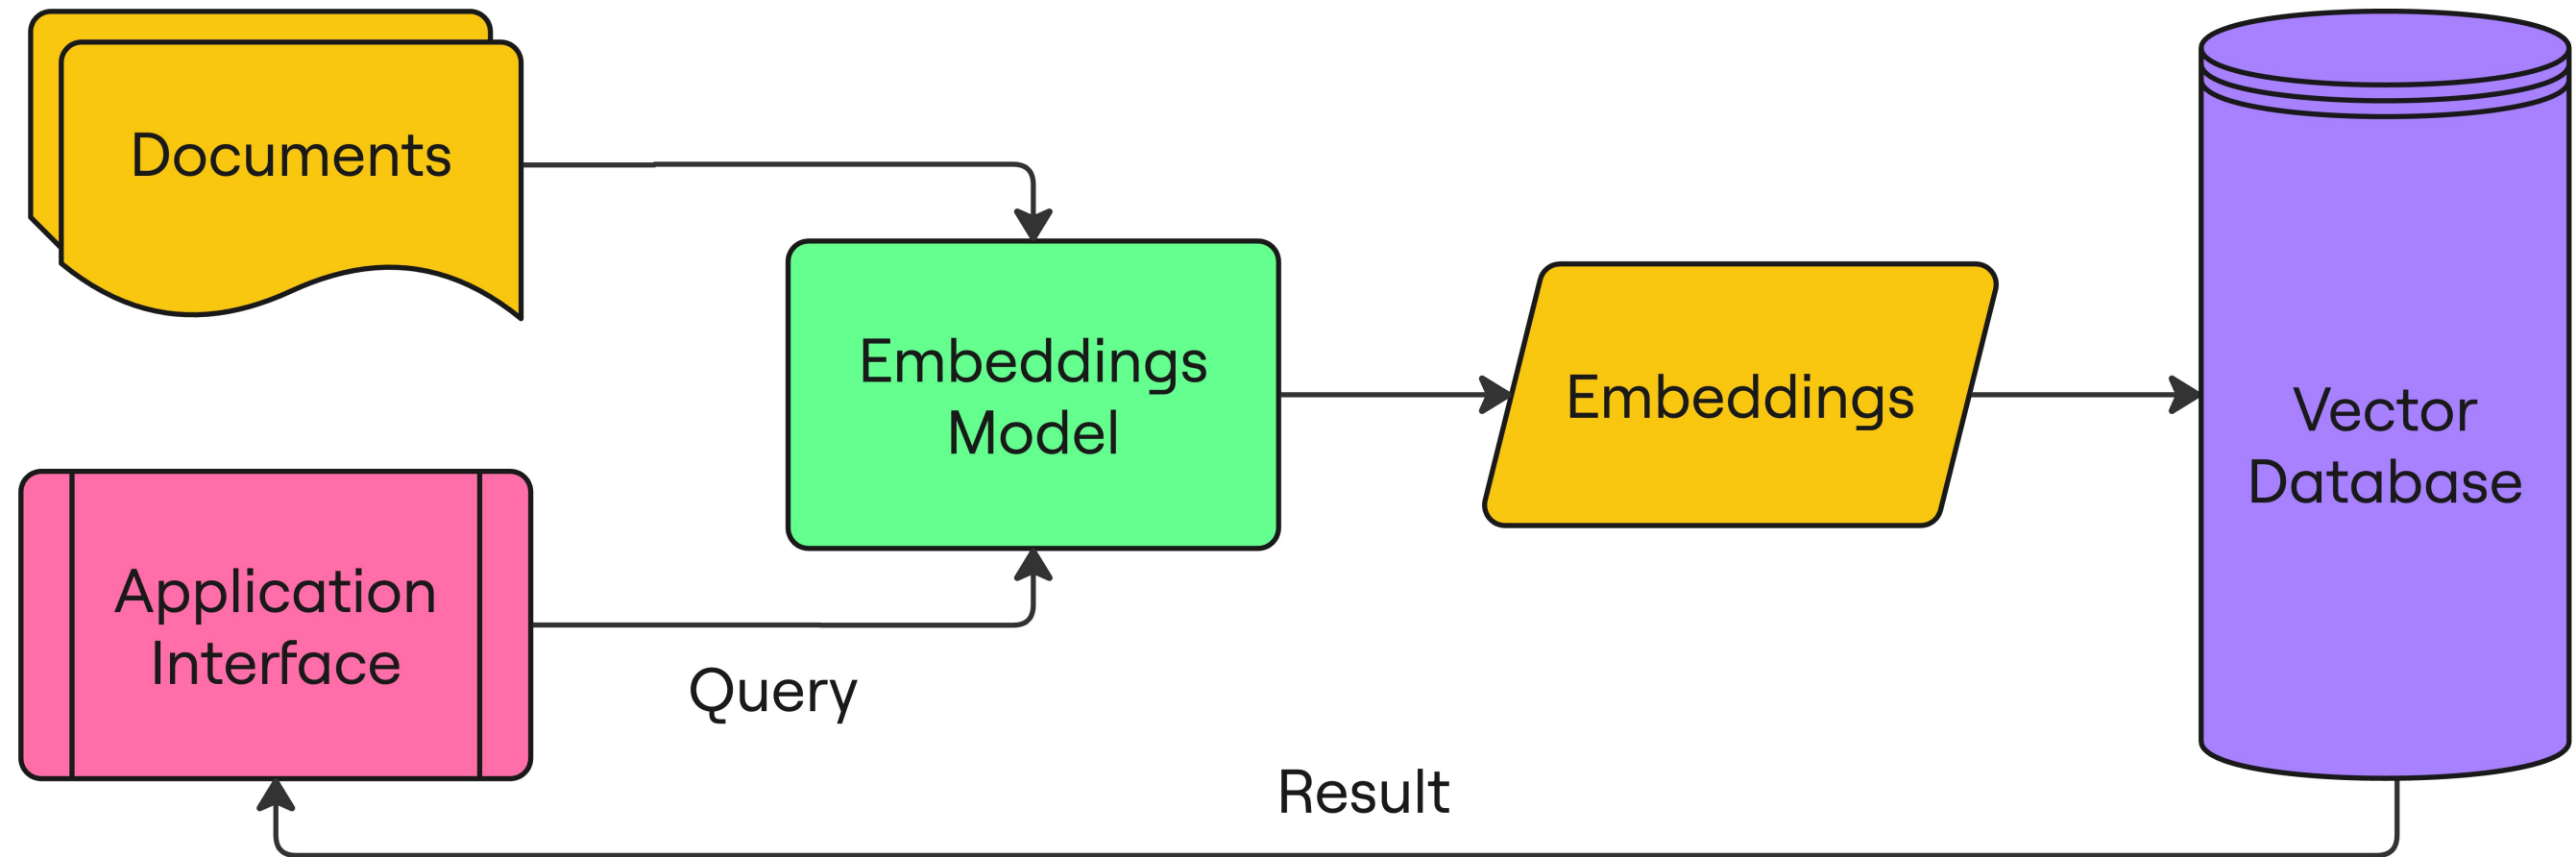 Documents
Embeddings
Model
Embeddings
Vector
Database
Application
Interface
Query
Result